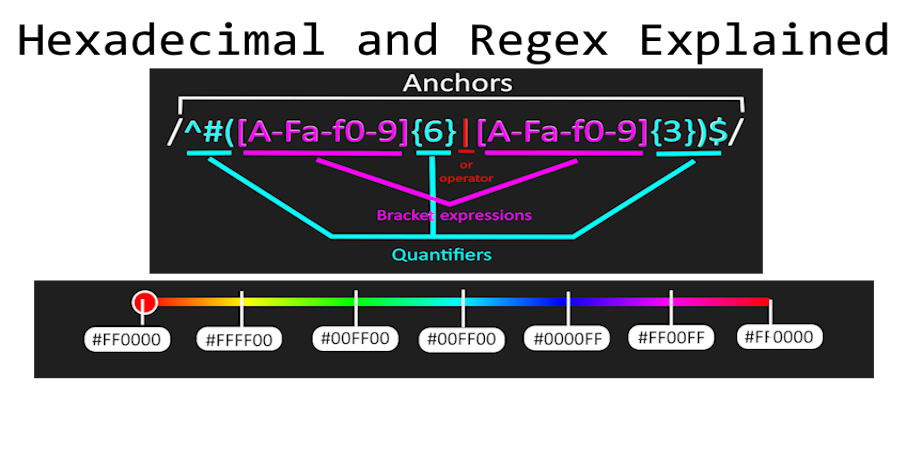 Hexadecimal and Regex Explained
Anchors
/^#([A-Fa-f0-9]{6}|[A-Fa-f0-9]{3})$/
or
operator
Bracket expressions
Quantifiers
#FF0000 #FFFF00 #00FF00 #00FF00 #0000FF #FF00FF #FF0000